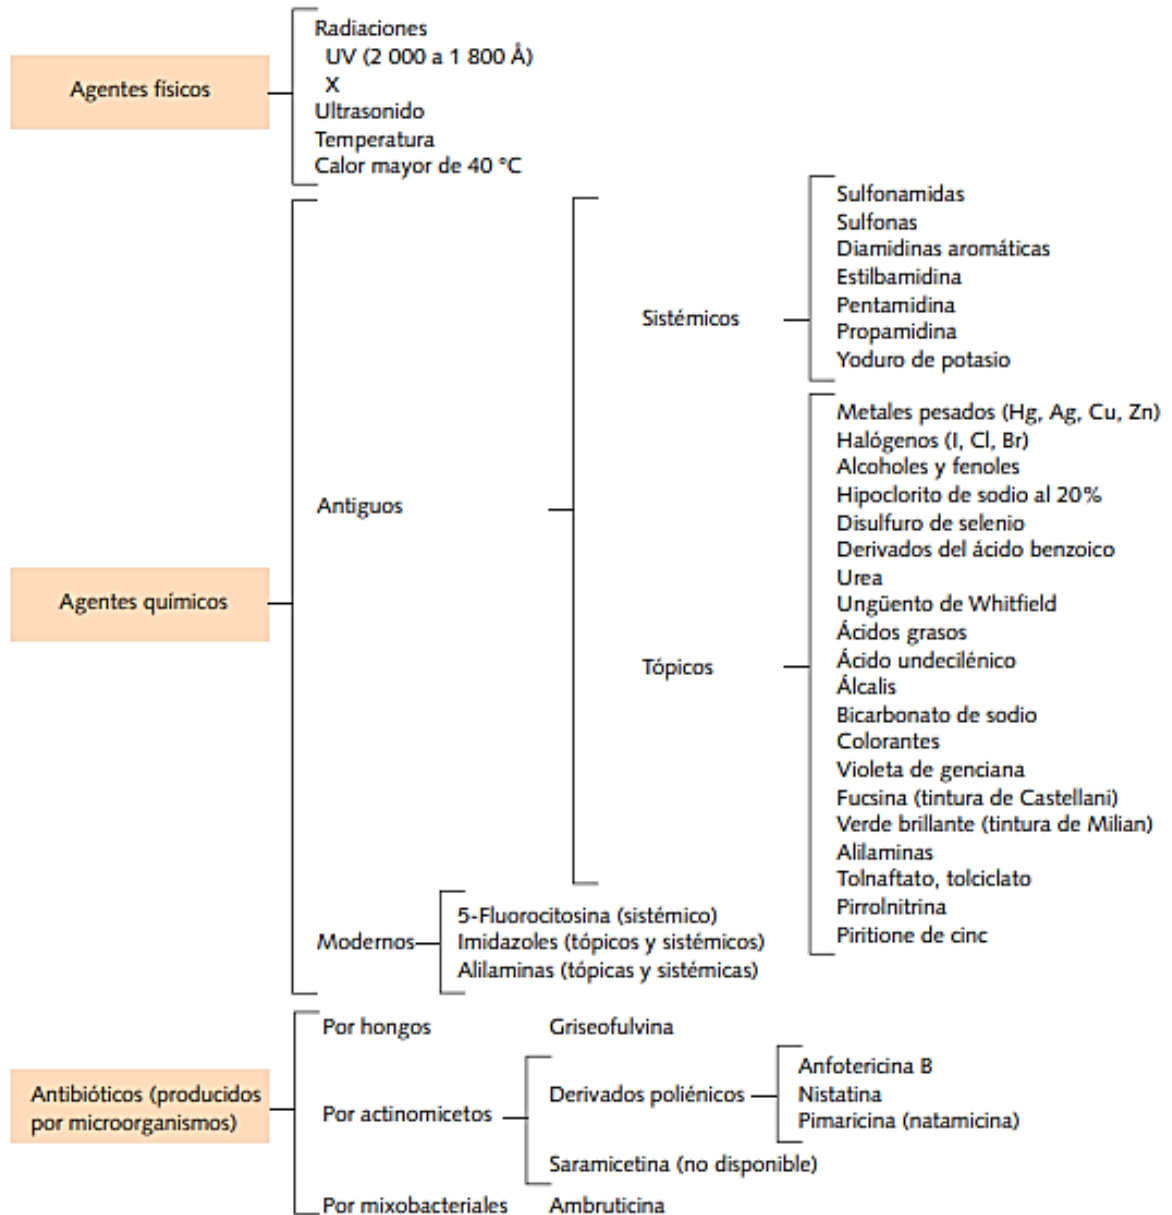 Agentes físicos
Radiaciones
UV (2 000 a 1 800 Å)
X
Ultrasonido
Temperatura
Calor mayor de 40 °C
Agentes químicos
Antiguos
Sistémicos
Sulfonamidas
Sulfonas
Diamidinas aromáticas
Estilbamidina
Pentamidina
Propamidina
Yoduro de potasio
Tópicos
Metales pesados (Hg, Ag, Cu, Zn)
Halógenos (I, Cl, Br)
Alcoholes y fenoles
Hipoclorito de sodio al 20%
Disulfuro de selenio
Derivados del ácido benzoico
Urea
Ungüento de Whitfield
Ácidos grasos
Ácido undecilénico
Álcalis
Bicarbonato de sodio
Colorantes
Violeta de genciana
Fucsina (tintura de Castellani)
Verde brillante (tintura de Milian)
Alilaminas
Tolnaftato, tolciclato
Pirrolnitrina
Piritione de cinc
Modernos
5-Fluorocitosina (sistémico)
Imidazoles (tópicos y sistémicos)
Alilaminas (tópicas y sistémicas)
Antibióticos (producidos
por microorganismos)
Por hongos
Griseofulvina
Por actinomicetos
Derivados poliénicos
Anfotericina B
Nistatina
Pimaricina (natamicina)
Saramicetina (no disponible)
Por mixobacteriales
Ambruticina